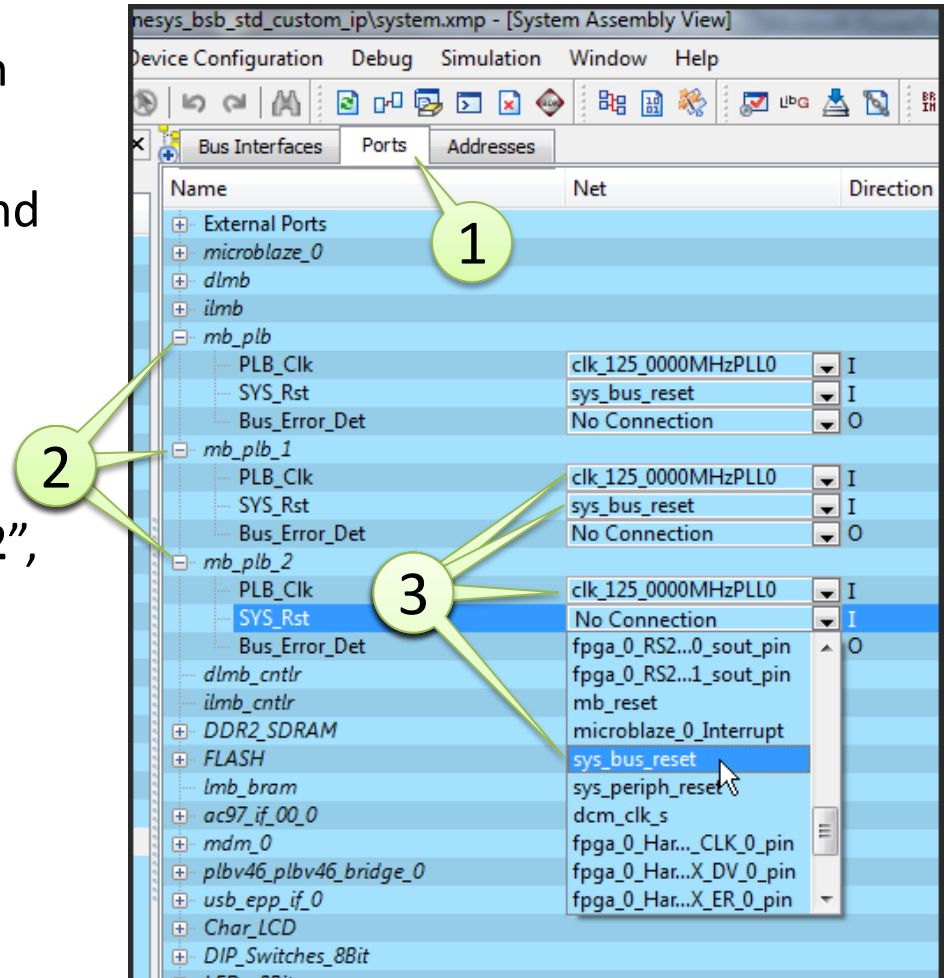 nesys_bsb_std_custom_ip\system.xmp - [System Assembly View]
Device Configuration Debug Simulation Window Help
Bus Interfaces Ports Addresses
Name Net Direction
nd
1
External Ports
microblaze_0
dlmb
ilmb
mb_plb
PLB_Clk clk_125_0000MHzPLL0 I
SYS_Rst sys_bus_reset I
Bus_Error_Det No Connection O
2
mb_plb_1
PLB_Clk clk_125_0000MHzPLL0 I
SYS_Rst sys_bus_reset I
Bus_Error_Det No Connection O
2”,
mb_plb_2
3
PLB_Clk clk_125_0000MHzPLL0 I
SYS_Rst No Connection I
Bus_Error_Det fpga_0_RS2...0_sout_pin O
dlmb_cntlr fpga_0_RS2...1_sout_pin
ilmb_cntlr mb_reset
DDR2_SDRAM microblaze_0_Interrupt
FLASH sys_bus_reset
lmb_bram sys_periph_reset
ac97_if_00_0 dcm_clk_s
mdm_0 fpga_0_Har..._CLK_0_pin
plbv46_plbv46_bridge_0 fpga_0_Har...X_DV_0_pin
usb_epp_if_0 fpga_0_Har...X_ER_0_pin
Char_LCD
DIP_Switches_8Bit